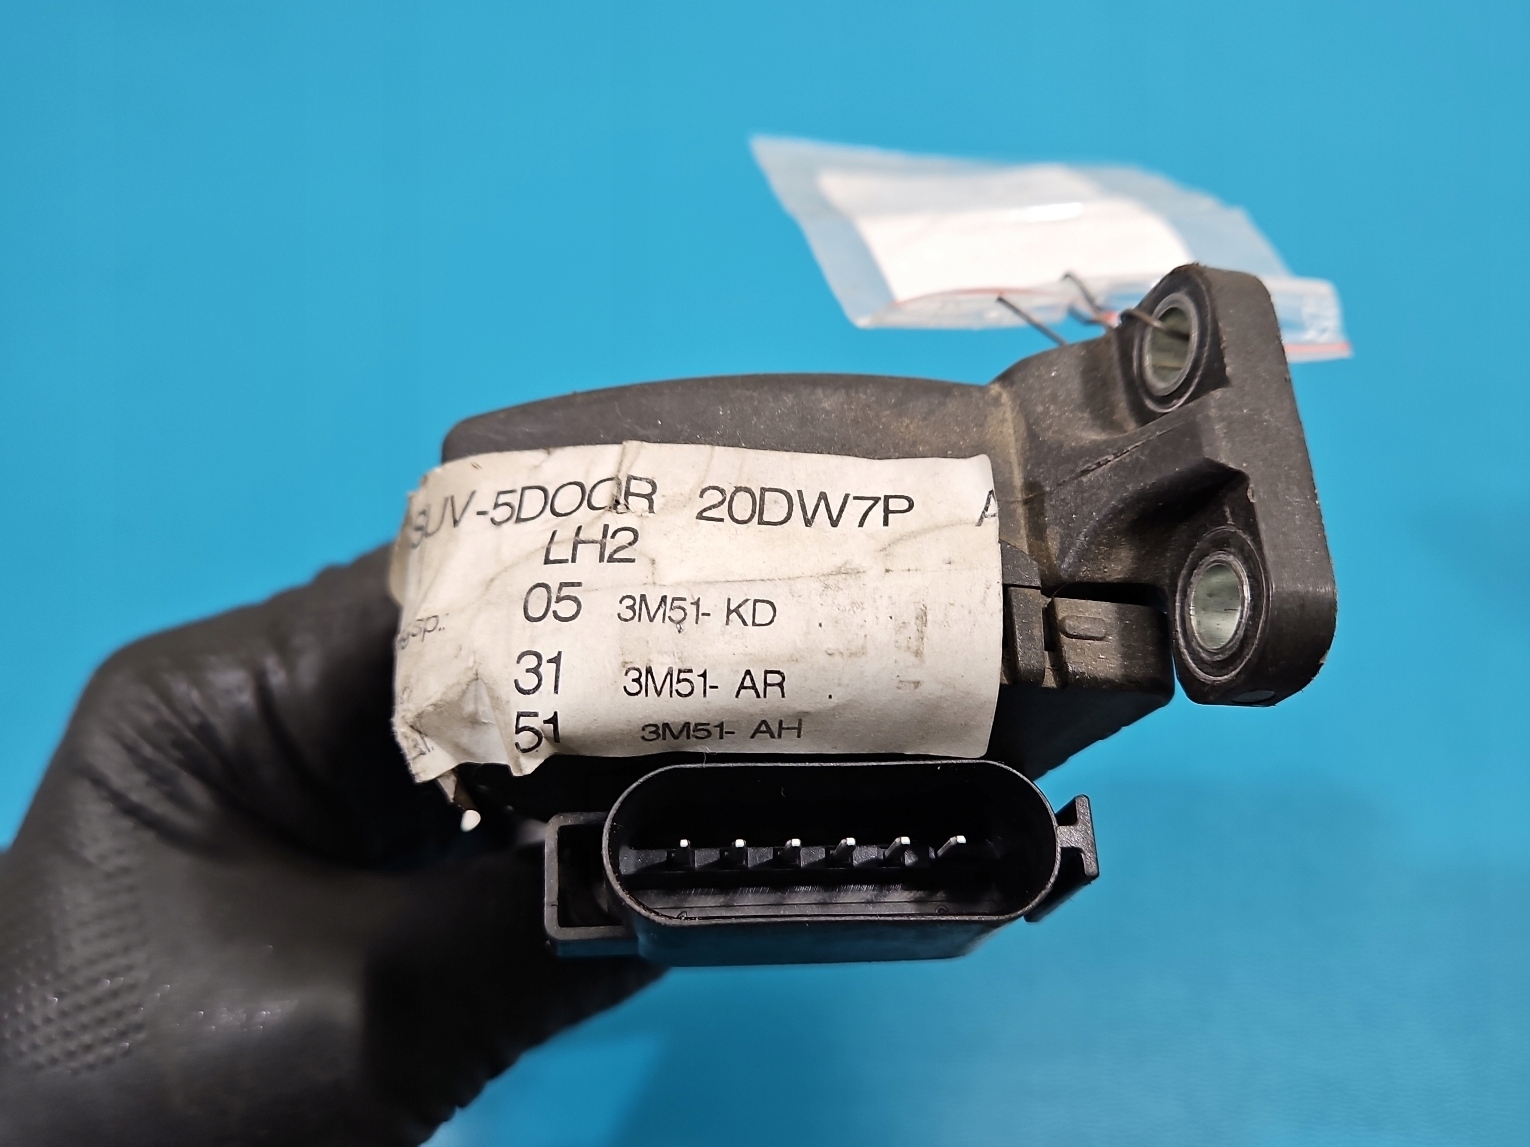 SUV-5DOOR 20DW7P A
LH2
05 3M51- KD
31 3M51- AR
51 3M51- AH